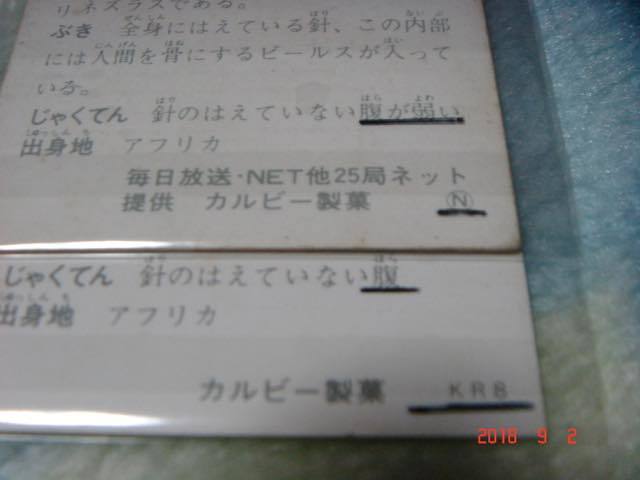 リネズラスである。
ぶき 全身にはえている針、この内部
には人間を骨にするビールスが入って
いる。
じゃくてん 針のはえていない腹が弱い
出身地 アフリカ
毎日放送・NET他25局ネット
提供 カルビー製菓 Ⓝ
じゃくてん 針のはえていない腹
出身地 アフリカ
カルビー製菓 KR8
2018 9 2